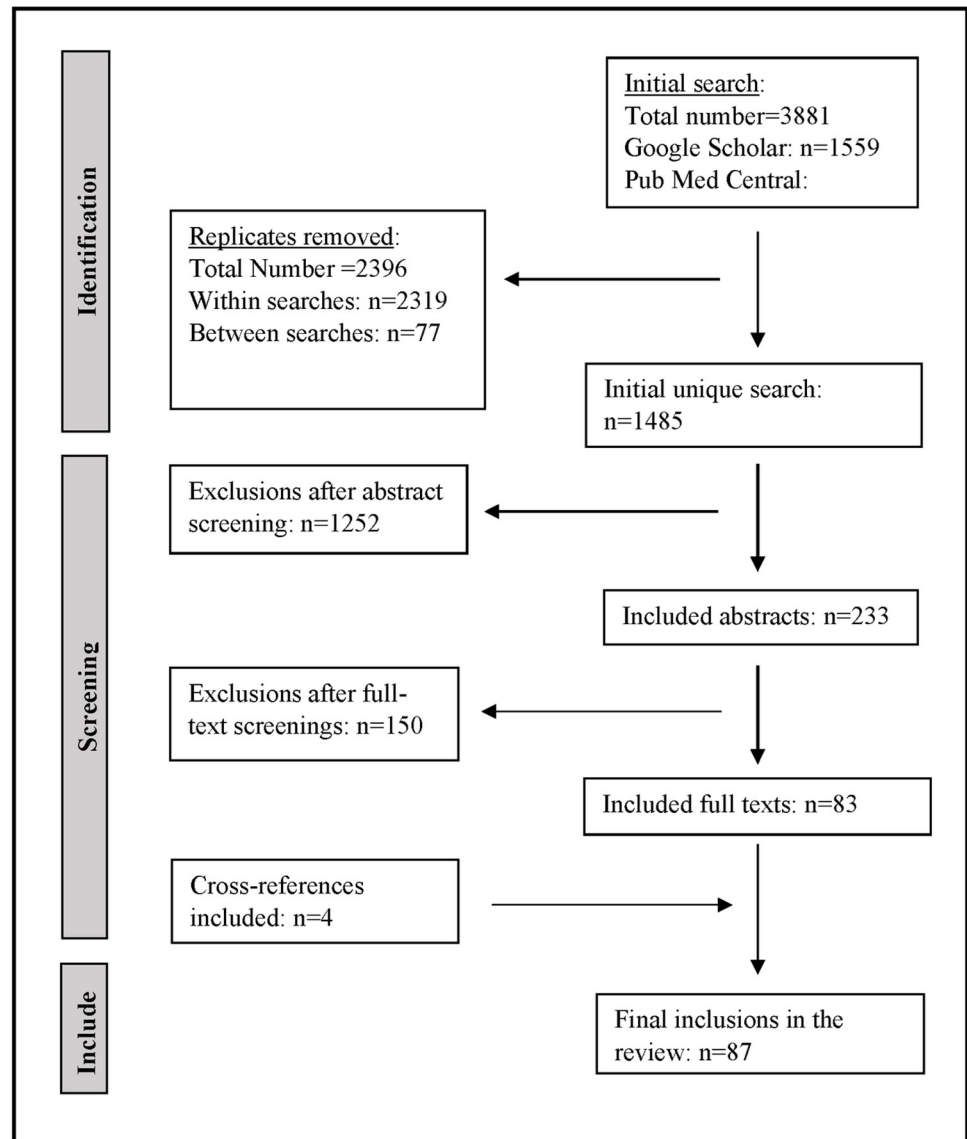 Identification
Initial search:
Total number=3881
Google Scholar: n=1559
Pub Med Central:
Replicates removed:
Total Number =2396
Within searches: n=2319
Between searches: n=77
Initial unique search:
n=1485
Screening
Exclusions after abstract
screening: n=1252
Included abstracts: n=233
Exclusions after full-
text screenings: n=150
Included full texts: n=83
Cross-references
included: n=4
Include
Final inclusions in the
review: n=87